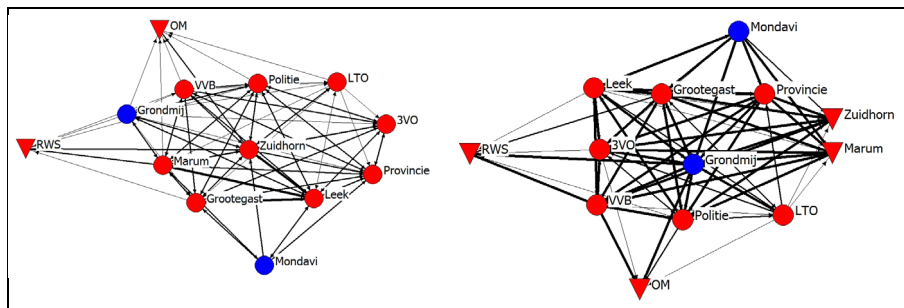 OM
Politie
LTO
VVB
Grondmij
3VO
RWS
Zuidhorn
Marum
Provincie
Grootegast
Leek
Mondavi
Mondavi
Leek
Grootegast
Provincie
Zuidhorn
RWS
3VO
Marum
Grondmij
VVB
Politie
LTO
OM